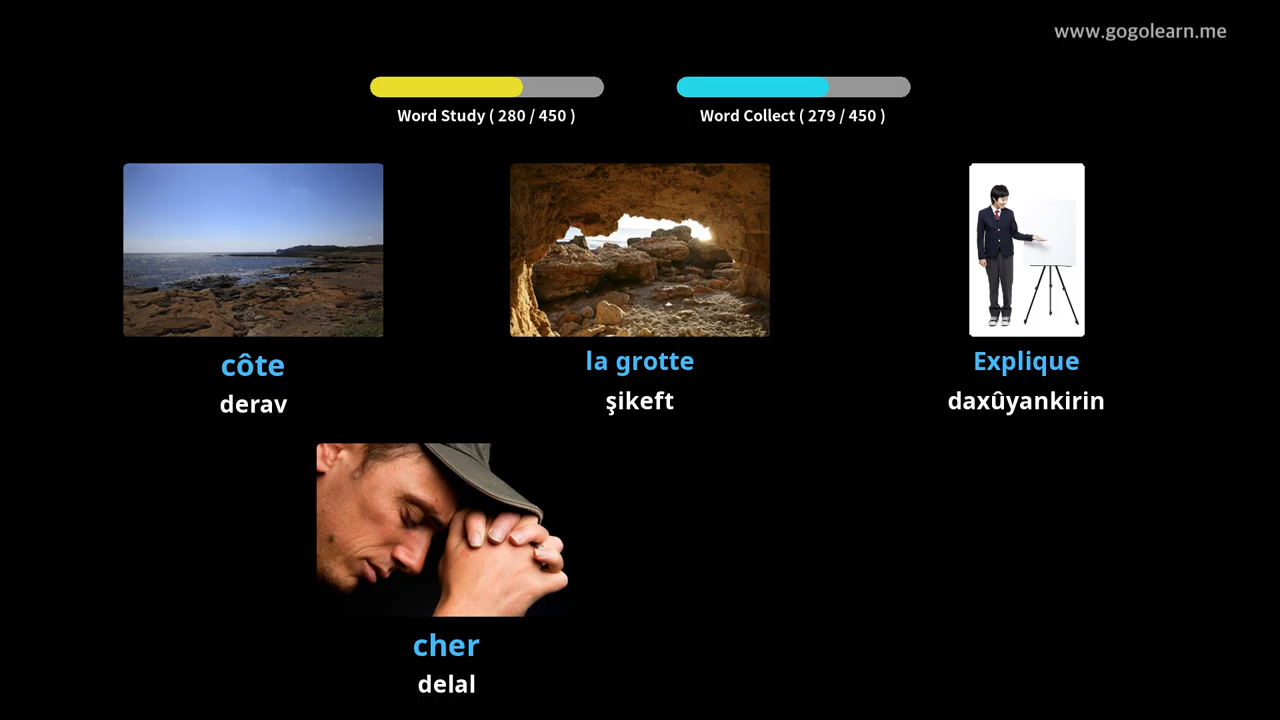 www.gogolearn.me
Word Study ( 280 / 450 )
Word Collect ( 279 / 450 )
côte
derav
la grotte
şikeft
Explique
daxûyankirin
cher
delal